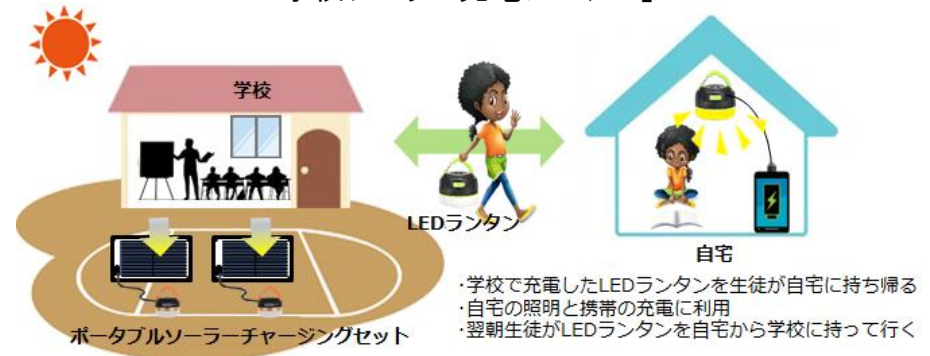 学校
LEDランタン
自宅
ポータブルソーラーチャージングセット
・学校で充電したLEDランタンを生徒が自宅に持ち帰る
・自宅の照明と携帯の充電に利用
・翌朝生徒がLEDランタンを自宅から学校に持って行く